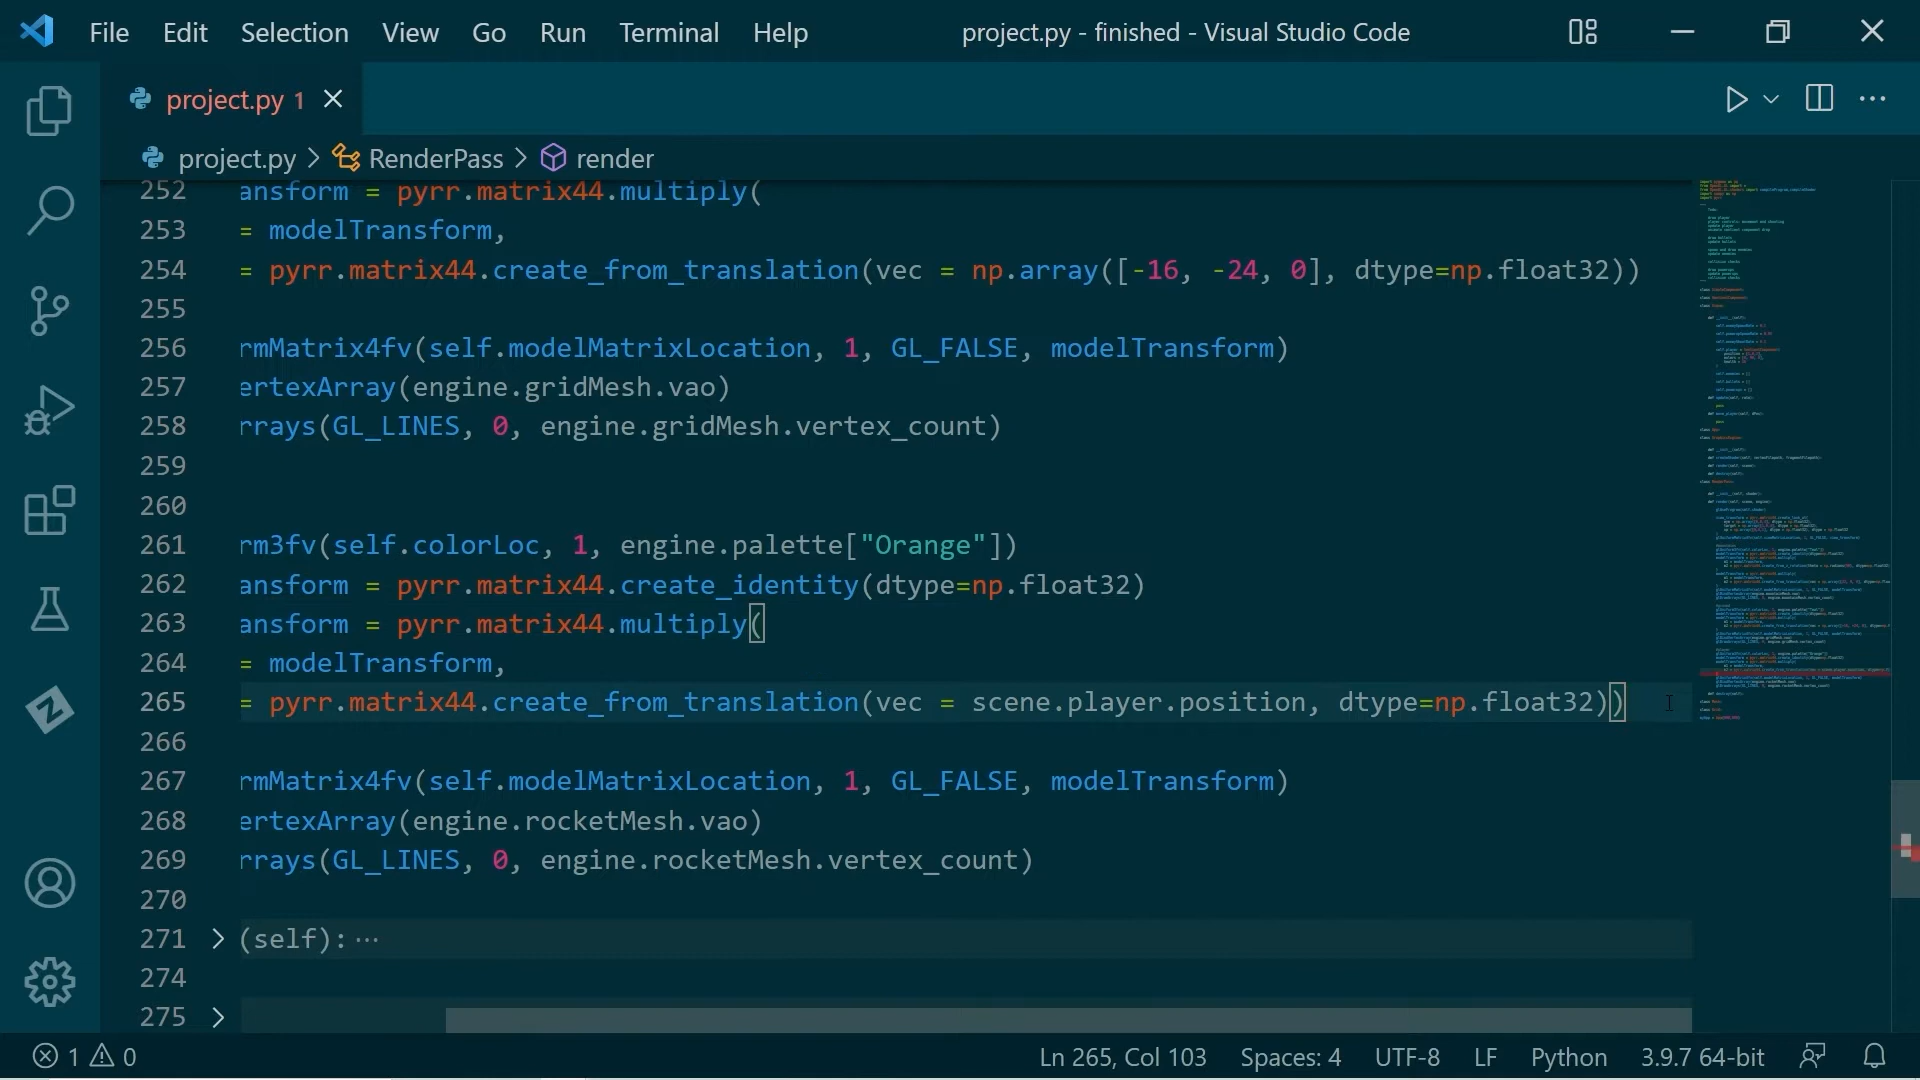 File Edit Selection View Go Run Terminal Help project.py - finished - Visual Studio Code
project.py 1
project.py > RenderPass > render
252 ansform = pyrr.matrix44.multiply(
253 = modelTransform,
254 = pyrr.matrix44.create_from_translation(vec = np.array([-16, -24, 0], dtype=np.float32))
255
256 rmMatrix4fv(self.modelMatrixLocation, 1, GL_FALSE, modelTransform)
257 ertexArray(engine.gridMesh.vao)
258 rrays(GL_LINES, 0, engine.gridMesh.vertex_count)
259
260
261 rm3fv(self.colorLoc, 1, engine.palette["Orange"])
262 ansform = pyrr.matrix44.create_identity(dtype=np.float32)
263 ansform = pyrr.matrix44.multiply(
264 = modelTransform,
265 = pyrr.matrix44.create_from_translation(vec = scene.player.position, dtype=np.float32))
266
267 rmMatrix4fv(self.modelMatrixLocation, 1, GL_FALSE, modelTransform)
268 ertexArray(engine.rocketMesh.vao)
269 rrays(GL_LINES, 0, engine.rocketMesh.vertex_count)
270
271 (self):...
274
275
1 0 Ln 265, Col 103 Spaces: 4 UTF-8 LF Python 3.9.7 64-bit